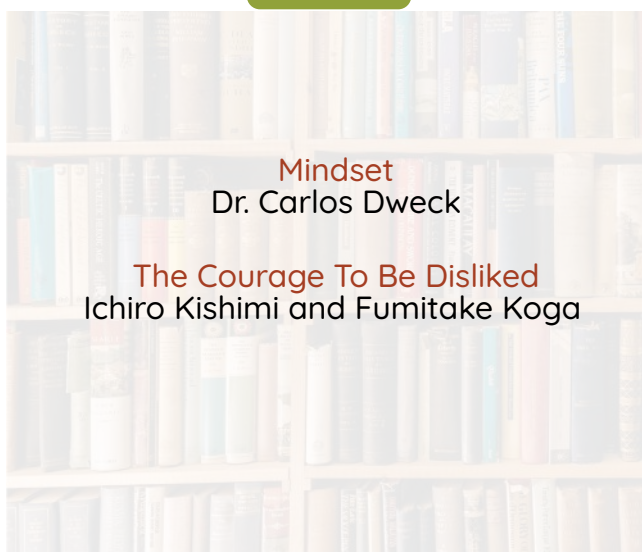 Mindset
Dr. Carlos Dweck
The Courage To Be Disliked
Ichiro Kishimi and Fumitake Koga